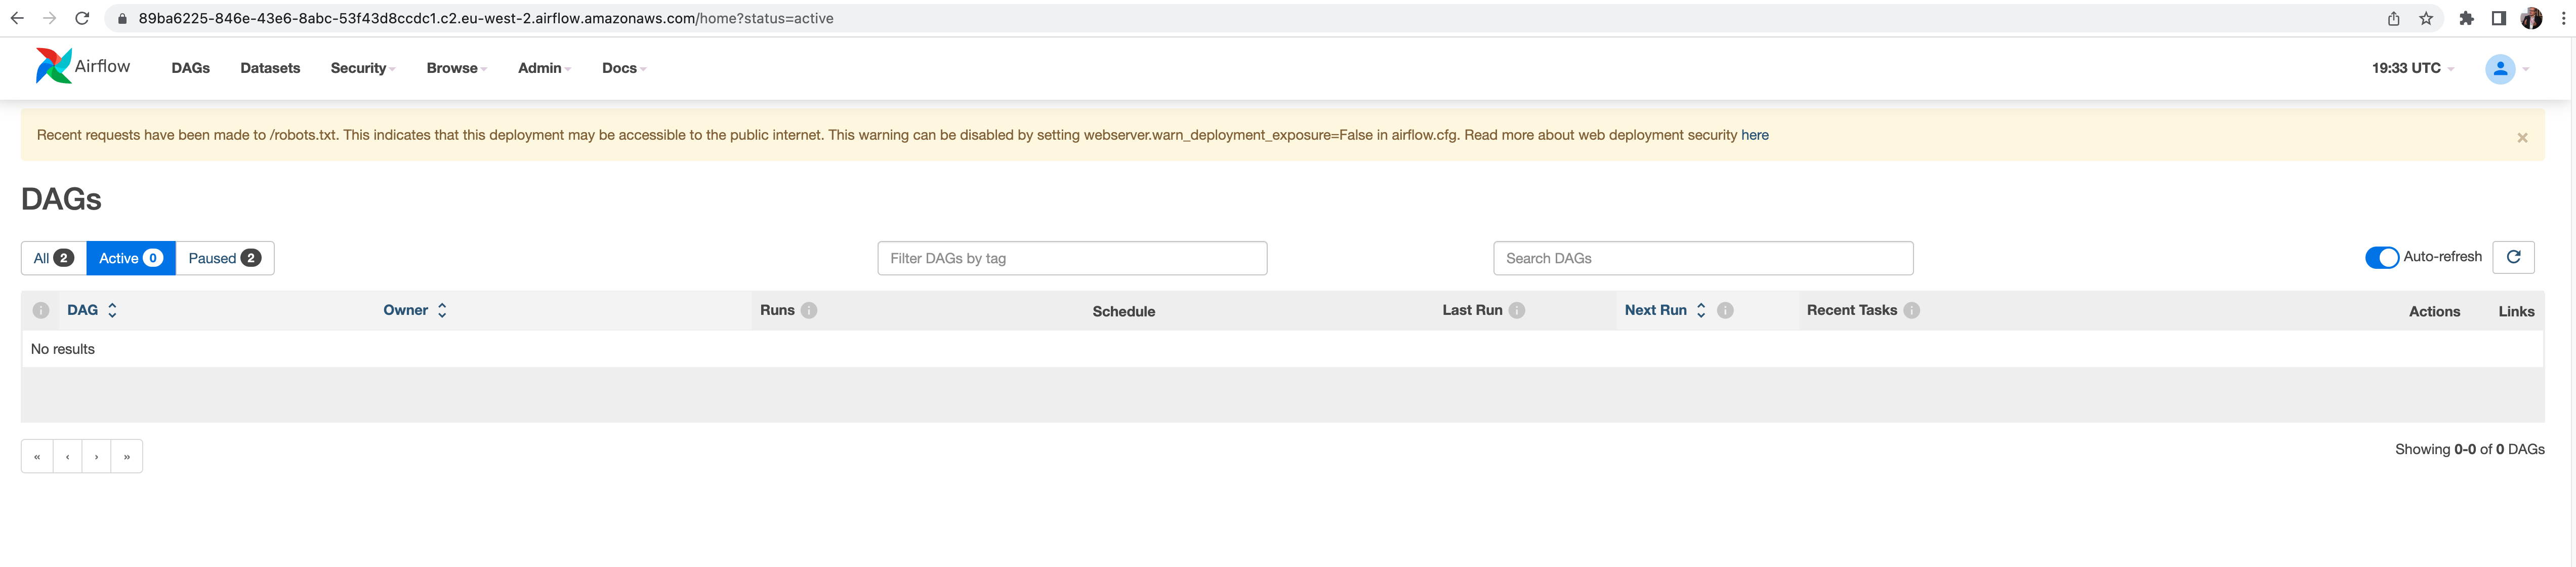 89ba6225-846e-43e6-8abc-53f43d8ccdc1.c2.eu-west-2.airflow.amazonaws.com/home?status=active
Airflow DAGs Datasets Security Browse Admin Docs 19:33 UTC
Recent requests have been made to /robots.txt. This indicates that this deployment may be accessible to the public internet. This warning can be disabled by setting webserver.warn_deployment_exposure=False in airflow.cfg. Read more about web deployment security here ×
DAGs
All 2 Active 0 Paused 2 Filter DAGs by tag Search DAGs Auto-refresh
DAG Owner Runs Schedule Last Run Next Run Recent Tasks Actions Links
No results
« ‹ › » Showing 0-0 of 0 DAGs